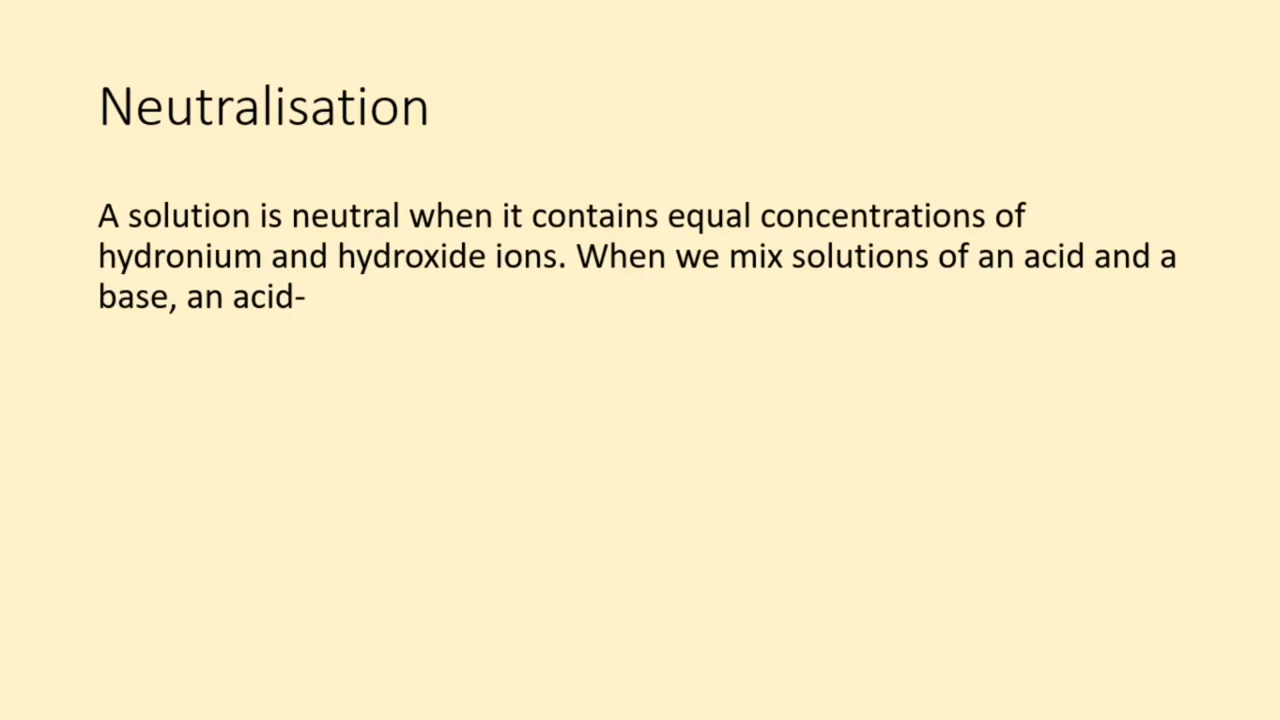 Neutralisation
A solution is neutral when it contains equal concentrations of
hydronium and hydroxide ions. When we mix solutions of an acid and a
base, an acid-